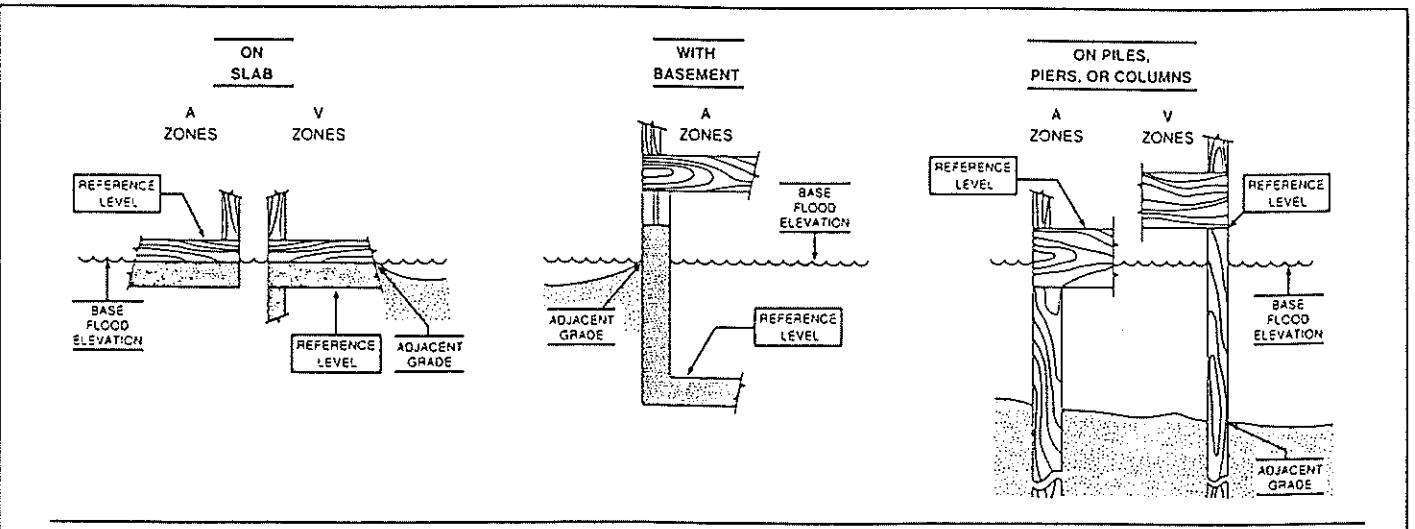 ON
SLAB
A
ZONES
V
ZONES
REFERENCE
LEVEL
BASE
FLOOD
ELEVATION
REFERENCE
LEVEL
ADJACENT
GRADE
WITH
BASEMENT
A
ZONES
BASE
FLOOD
ELEVATION
ADJACENT
GRADE
REFERENCE
LEVEL
ON PILES,
PIERS, OR COLUMNS
A
ZONES
V
ZONES
REFERENCE
LEVEL
REFERENCE
LEVEL
BASE
FLOOD
ELEVATION
ADJACENT
GRADE